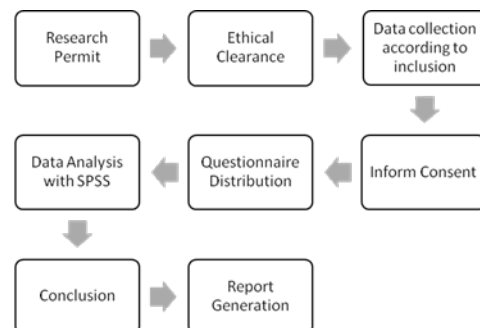 Research
Permit
Ethical
Clearance
Data collection
according to
inclusion
Inform Consent
Questionnaire
Distribution
Data Analysis
with SPSS
Conclusion
Report
Generation